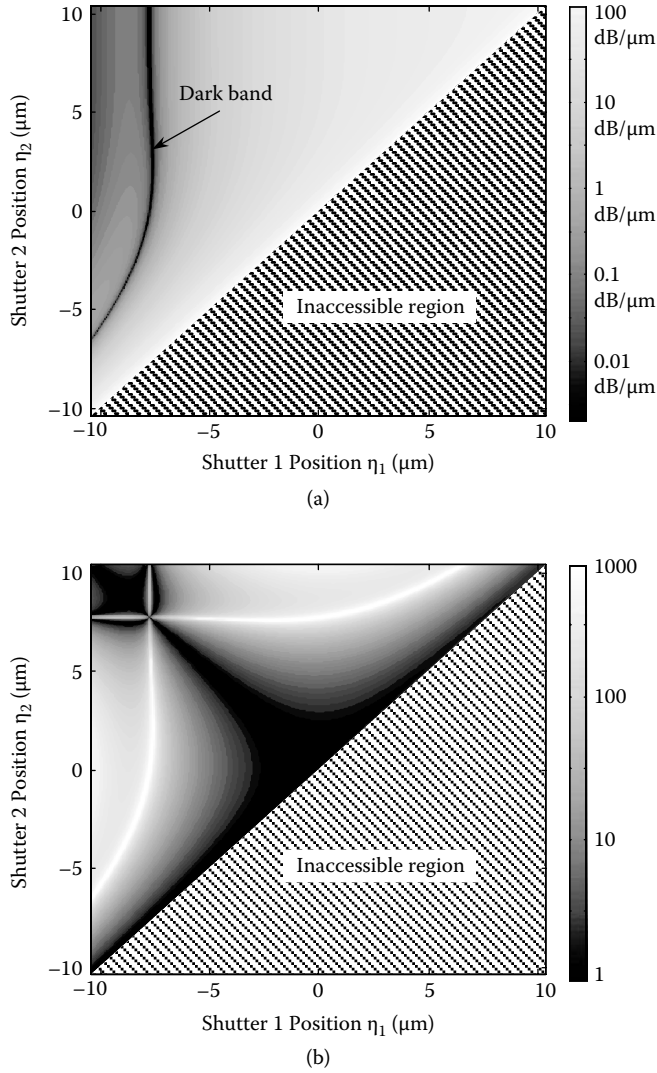 10
5
0
−5
−10
−10
−5
0
5
10
Shutter 2 Position η2 (μm)
Shutter 1 Position η1 (μm)
Dark band
Inaccessible region
100
dB/μm
10
dB/μm
1
dB/μm
0.1
dB/μm
0.01
dB/μm
(a)
10
5
0
−5
−10
−10
−5
0
5
10
Shutter 2 Position η2 (μm)
Shutter 1 Position η1 (μm)
Inaccessible region
1000
100
10
1
(b)